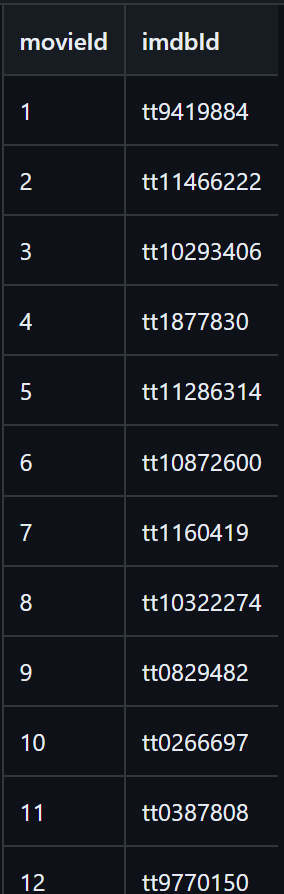 movieId imdbId
1 tt9419884
2 tt11466222
3 tt10293406
4 tt1877830
5 tt11286314
6 tt10872600
7 tt1160419
8 tt10322274
9 tt0829482
10 tt0266697
11 tt0387808
12 tt9770150